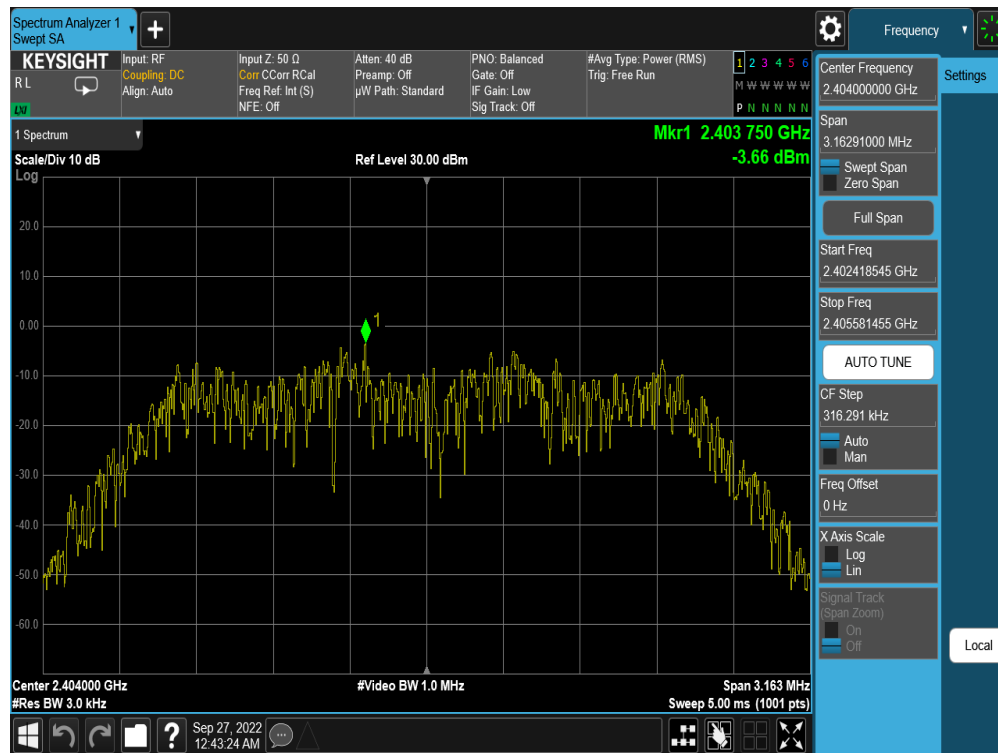 Spectrum Analyzer 1
Swept SA
Frequency
KEYSIGHT
R L
LXI
Input: RF
Coupling: DC
Align: Auto
Input Z: 50 Ω
Corr CCorr RCal
Freq Ref: Int (S)
NFE: Off
Atten: 40 dB
Preamp: Off
µW Path: Standard
PNO: Balanced
Gate: Off
IF Gain: Low
Sig Track: Off
#Avg Type: Power (RMS)
Trig: Free Run
1 2 3 4 5 6
M W W W W W
P N N N N N
1 Spectrum
Mkr1 2.403 750 GHz
-3.66 dBm
Scale/Div 10 dB
Ref Level 30.00 dBm
Log
20.0
10.0
0.00
-10.0
-20.0
-30.0
-40.0
-50.0
-60.0
1
Center 2.404000 GHz
#Video BW 1.0 MHz
Span 3.163 MHz
#Res BW 3.0 kHz
Sweep 5.00 ms (1001 pts)
Center Frequency
2.404000000 GHz
Settings
Span
3.16291000 MHz
Swept Span
Zero Span
Full Span
Start Freq
2.402418545 GHz
Stop Freq
2.405581455 GHz
AUTO TUNE
CF Step
316.291 kHz
Auto
Man
Freq Offset
0 Hz
X Axis Scale
Log
Lin
Signal Track
(Span Zoom)
On
Off
Local
?
Sep 27, 2022
12:43:24 AM